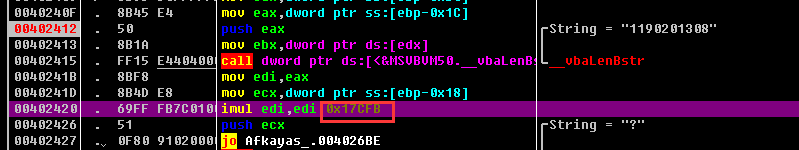 0040240F . 8B45 E4 mov eax,dword ptr ss:[ebp-0x1C]
00402412 . 50 push eax String = "1190201308"
00402413 . 8B1A mov ebx,dword ptr ds:[edx]
00402415 . FF15 E4404000 call dword ptr ds:[<&MSVBVM50.__vbaLenBs __vbaLenBstr
0040241B . 8BF8 mov edi,eax
0040241D . 8B4D E8 mov ecx,dword ptr ss:[ebp-0x18]
00402420 . 69FF FB7C010 imul edi,edi 0x17CFB
00402426 . 51 push ecx String = "?"
00402427 . 0F80 9102000 jo Afkayas_.004026BE